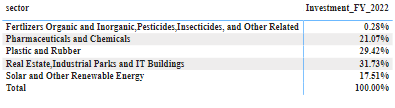 sector Investment_FY_2022
Fertlizers Organic and Inorganic,Pesticides,Insecticides, and Other Related 0.28%
Pharmaceuticals and Chemicals 21.07%
Plastic and Rubber 29.42%
Real Estate,Industrial Parks and IT Buildings 31.73%
Solar and Other Renewable Energy 17.51%
Total 100.00%